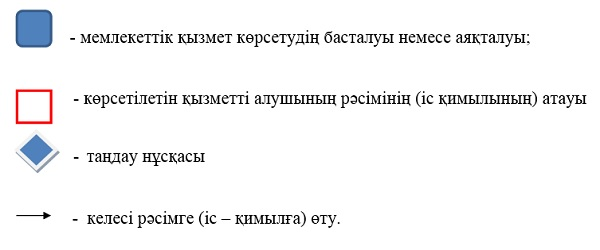 - мемлекеттік қызмет көрсетудің басталуы немесе аяқталуы;
- көрсетілетін қызметті алушының рәсімінің (іс қимылының) атауы
- таңдау нұсқасы
- келесі рәсімге (іс – қимылға) өту.